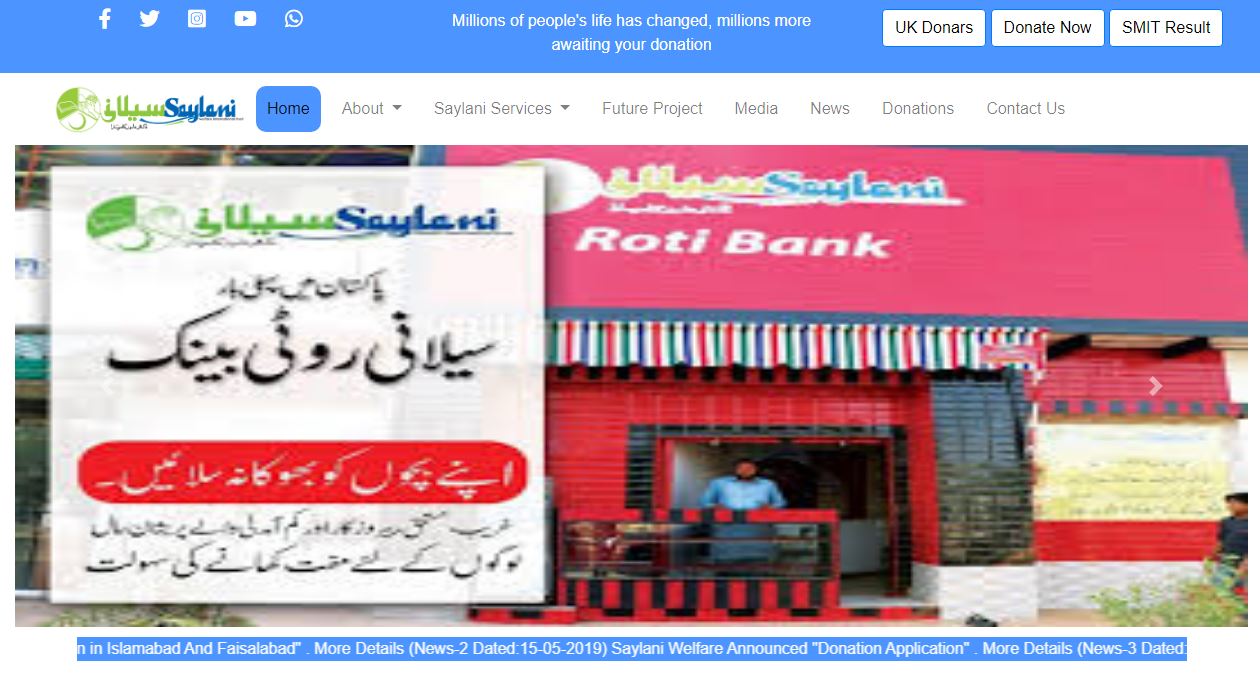 Millions of people's life has changed, millions more
awaiting your donation
UK Donars
Donate Now
SMIT Result
سیلانی Saylani
Home
About
Saylani Services
Future Project
Media
News
Donations
Contact Us
سیلانی Saylani
Roti Bank
سیلانی Saylani
پاکستان میں پہلی بار
سیلانی روٹی بینک
اپنے بچوں کو بھوکا نہ سلائیں۔
غریب مستحق، بیروزگار اور کم آمدنی والے پریشان حال
لوگوں کے لئے مفت کھانے کی سہولت
n in Islamabad And Faisalabad" . More Details (News-2 Dated:15-05-2019) Saylani Welfare Announced "Donation Application" . More Details (News-3 Dated: